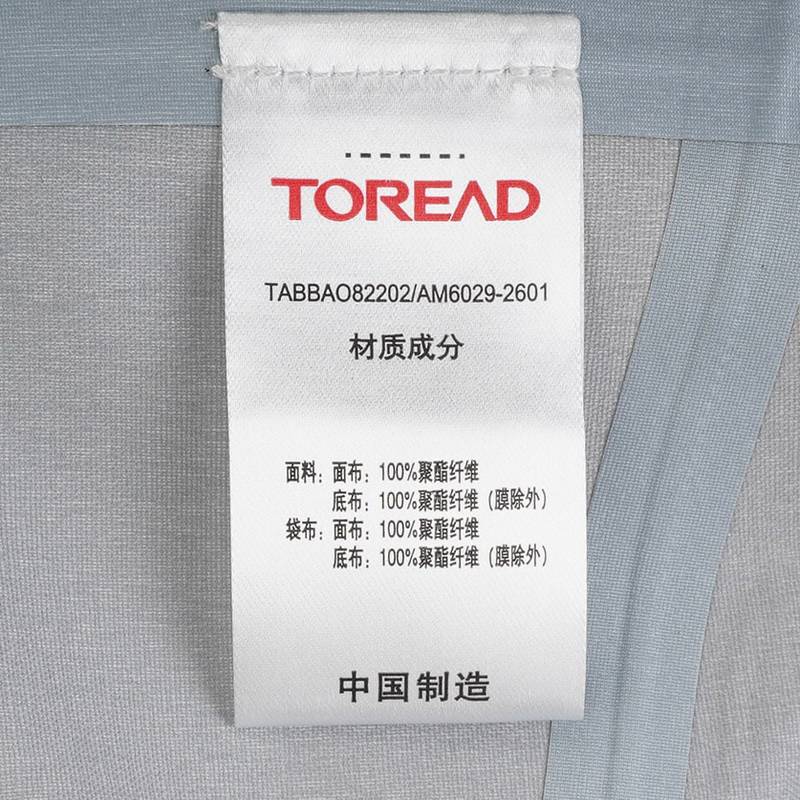 TOREAD
TABBAO82202/AM6029-2601
材质成分
面料：面布：100%聚酯纤维
底布：100%聚酯纤维（膜除外）
袋布：面布：100%聚酯纤维
底布：100%聚酯纤维（膜除外）
中国制造